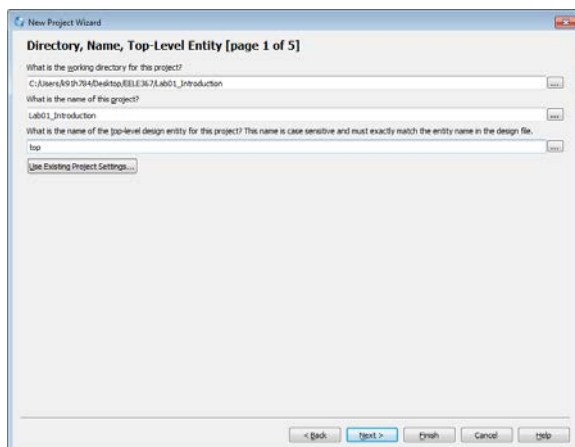 New Project Wizard
Directory, Name, Top-Level Entity [page 1 of 5]
What is the working directory for this project?
C:/Users/k91h784/Desktop/EELE367/Lab01_Introduction
...
What is the name of this project?
Lab01_Introduction
...
What is the name of the top-level design entity for this project? This name is case sensitive and must exactly match the entity name in the design file.
top
...
Use Existing Project Settings...
< Back Next > Finish Cancel Help